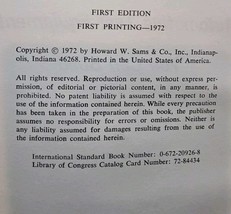 FIRST EDITION
FIRST PRINTING—1972
Copyright © 1972 by Howard W. Sams & Co., Inc., Indianap-
olis, Indiana 46268. Printed in the United States of America.
All rights reserved. Reproduction or use, without express per-
mission, of editorial or pictorial content, in any manner, is
prohibited. No patent liability is assumed with respect to the
use of the information contained herein. While every precaution
has been taken in the preparation of this book, the publisher
assumes no responsibility for errors or omissions. Neither is
any liability assumed for damages resulting from the use of
the information contained herein.
International Standard Book Number: 0-672-20926-8
Library of Congress Catalog Card Number: 72-84434